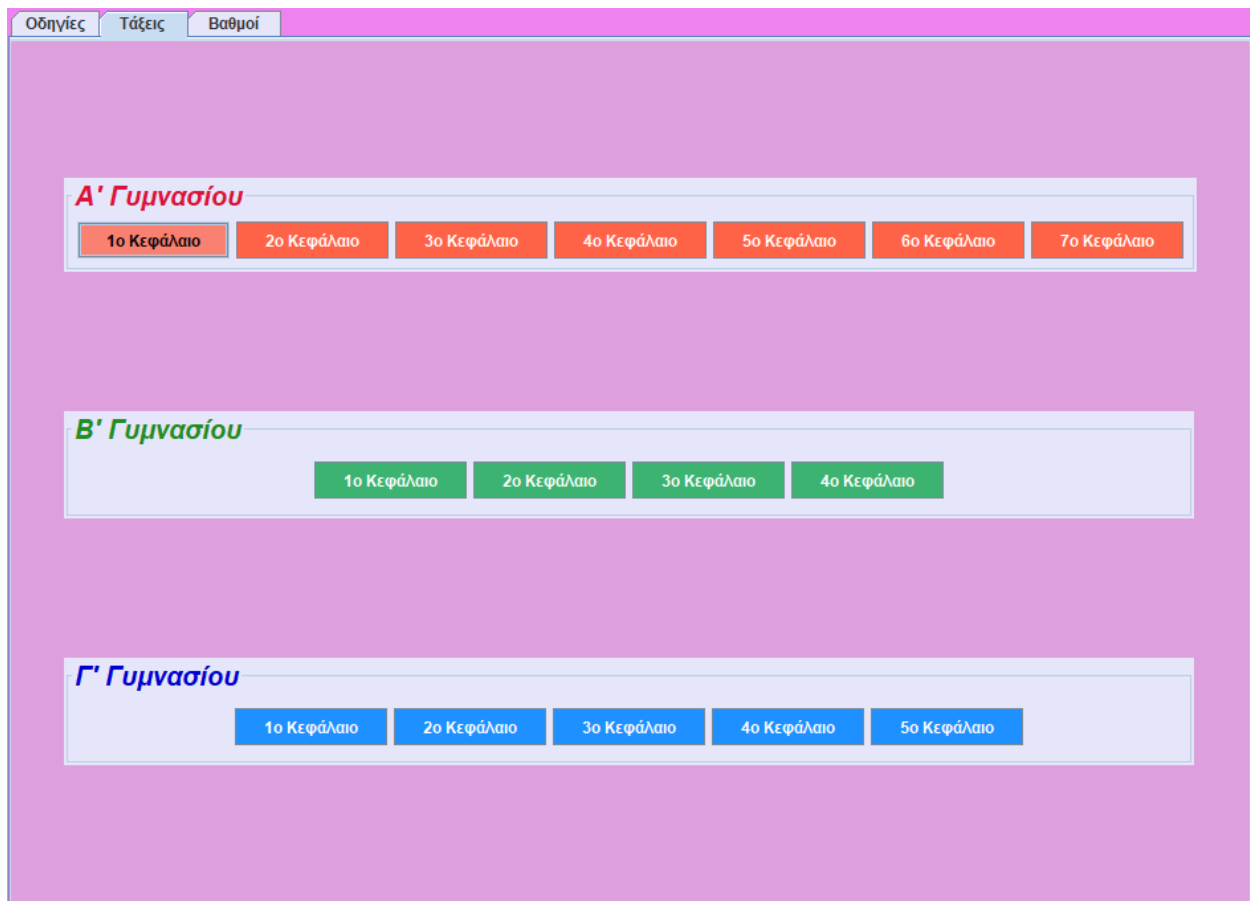 Οδηγίες Τάξεις Βαθμοί
Α' Γυμνασίου
1ο Κεφάλαιο 2ο Κεφάλαιο 3ο Κεφάλαιο 4ο Κεφάλαιο 5ο Κεφάλαιο 6ο Κεφάλαιο 7ο Κεφάλαιο
Β' Γυμνασίου
1ο Κεφάλαιο 2ο Κεφάλαιο 3ο Κεφάλαιο 4ο Κεφάλαιο
Γ' Γυμνασίου
1ο Κεφάλαιο 2ο Κεφάλαιο 3ο Κεφάλαιο 4ο Κεφάλαιο 5ο Κεφάλαιο